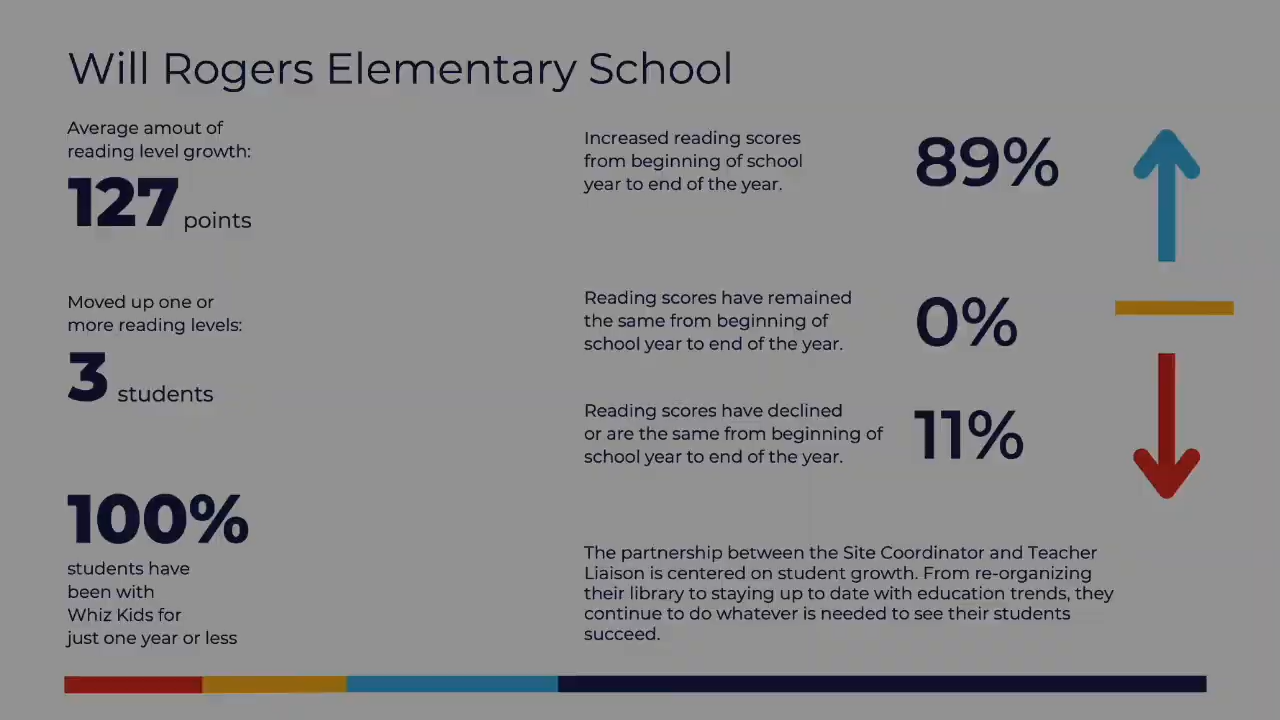 Will Rogers Elementary School
Average amout of
reading level growth:
127 points
Moved up one or
more reading levels:
3 students
100%
students have
been with
Whiz Kids for
just one year or less
Increased reading scores
from beginning of school
year to end of the year.
89%
Reading scores have remained
the same from beginning of
school year to end of the year.
0%
Reading scores have declined
or are the same from beginning of
school year to end of the year.
11%
The partnership between the Site Coordinator and Teacher
Liaison is centered on student growth. From re-organizing
their library to staying up to date with education trends, they
continue to do whatever is needed to see their students
succeed.